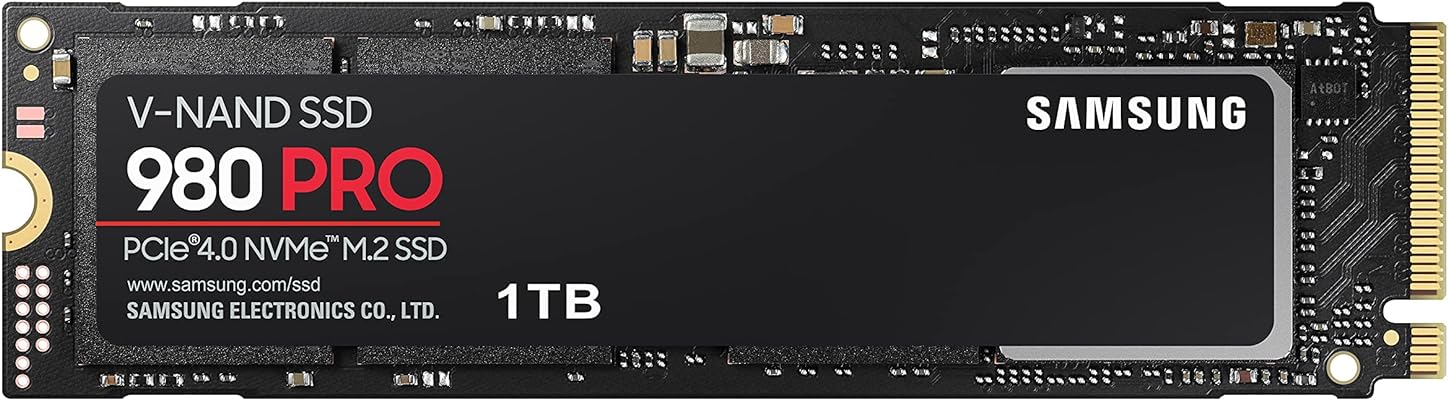 V-NAND SSD
980 PRO
PCIe®4.0 NVMe™ M.2 SSD
www.samsung.com/ssd
SAMSUNG ELECTRONICS CO., LTD.
1TB
SAMSUNG
AtBOT